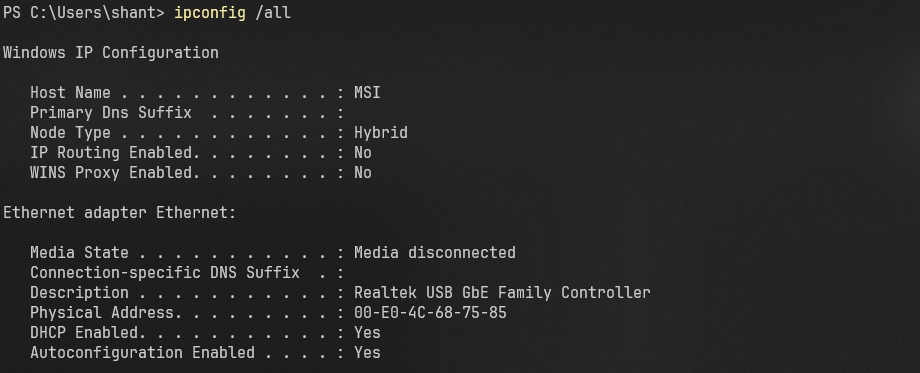 PS C:\Users\shant> ipconfig /all
Windows IP Configuration
Host Name . . . . . . . . . . . . : MSI
Primary Dns Suffix  . . . . . . . :
Node Type . . . . . . . . . . . . : Hybrid
IP Routing Enabled. . . . . . . . : No
WINS Proxy Enabled. . . . . . . . : No
Ethernet adapter Ethernet:
Media State . . . . . . . . . . . : Media disconnected
Connection-specific DNS Suffix  . :
Description . . . . . . . . . . . : Realtek USB GbE Family Controller
Physical Address. . . . . . . . . : 00-E0-4C-68-75-85
DHCP Enabled. . . . . . . . . . . : Yes
Autoconfiguration Enabled . . . . : Yes